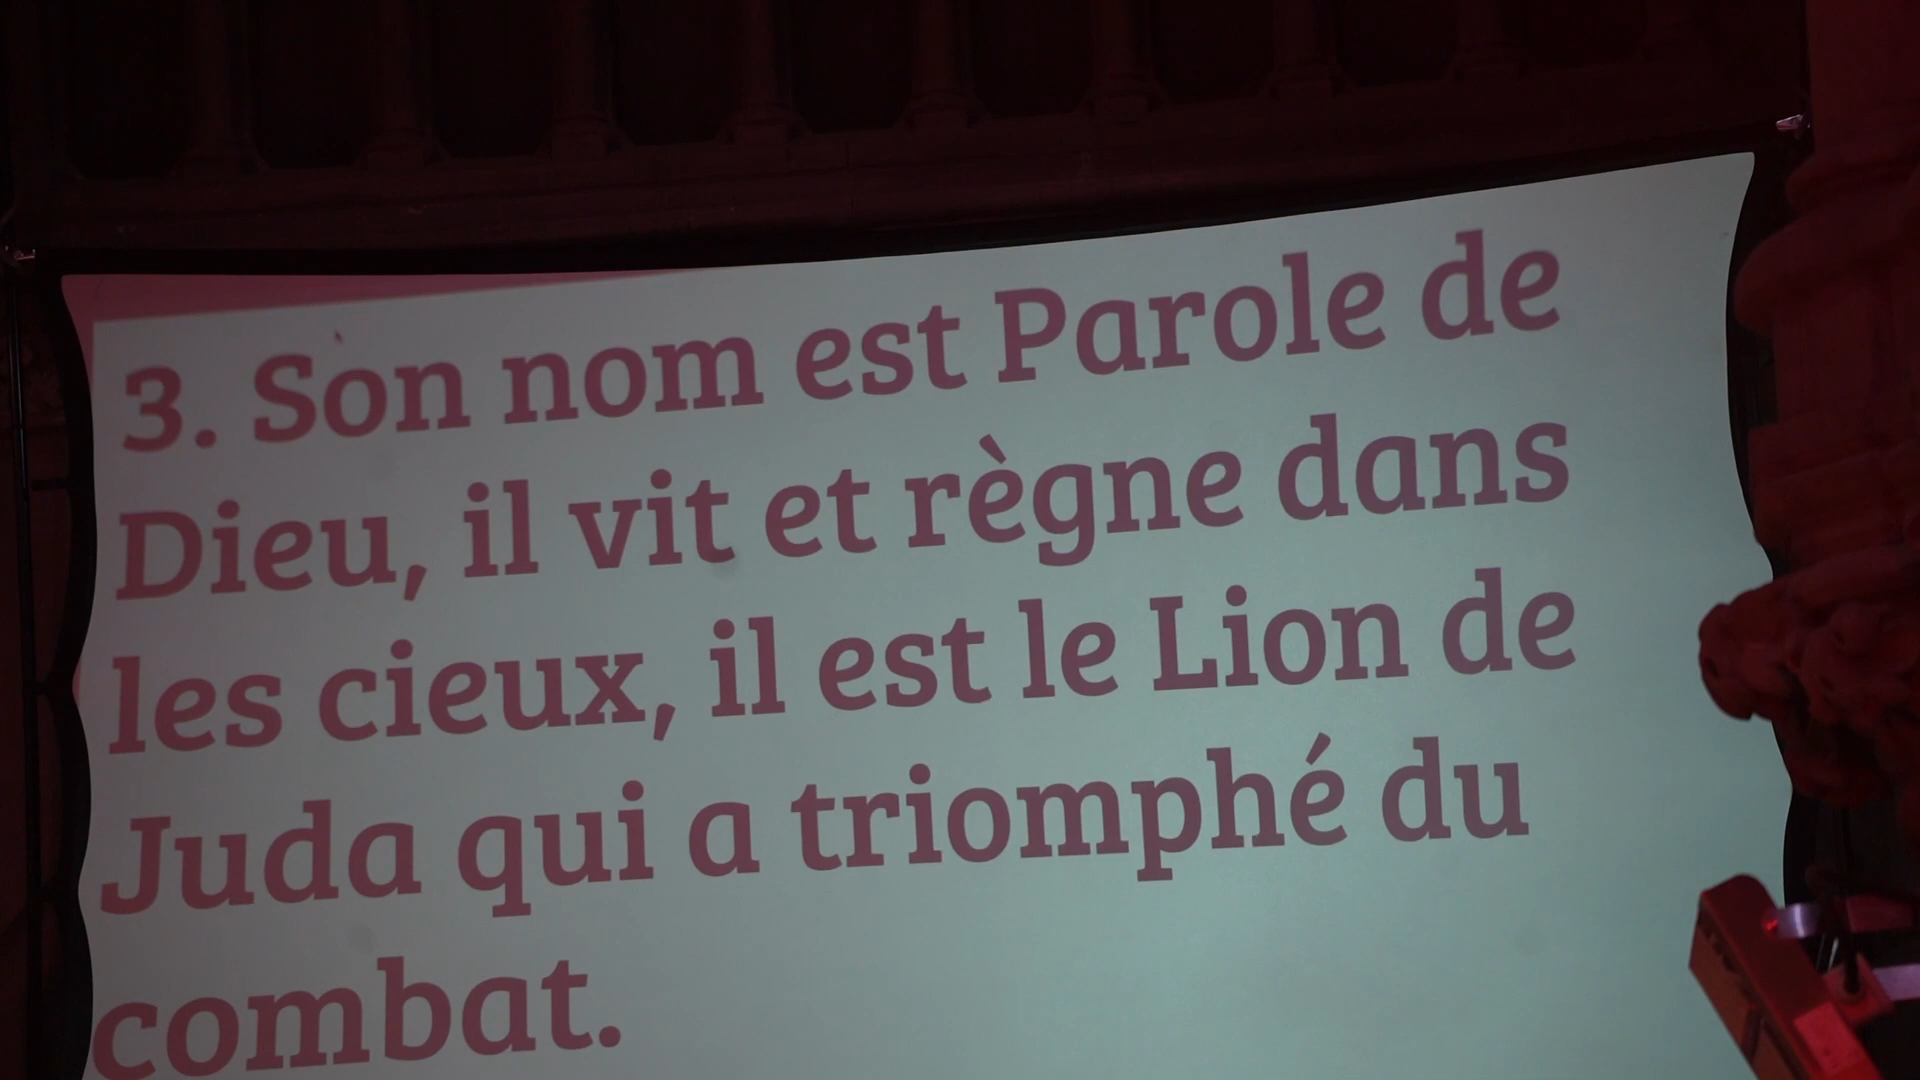 3. Son nom est Parole de
Dieu, il vit et règne dans
les cieux, il est le Lion de
Juda qui a triomphé du
combat.